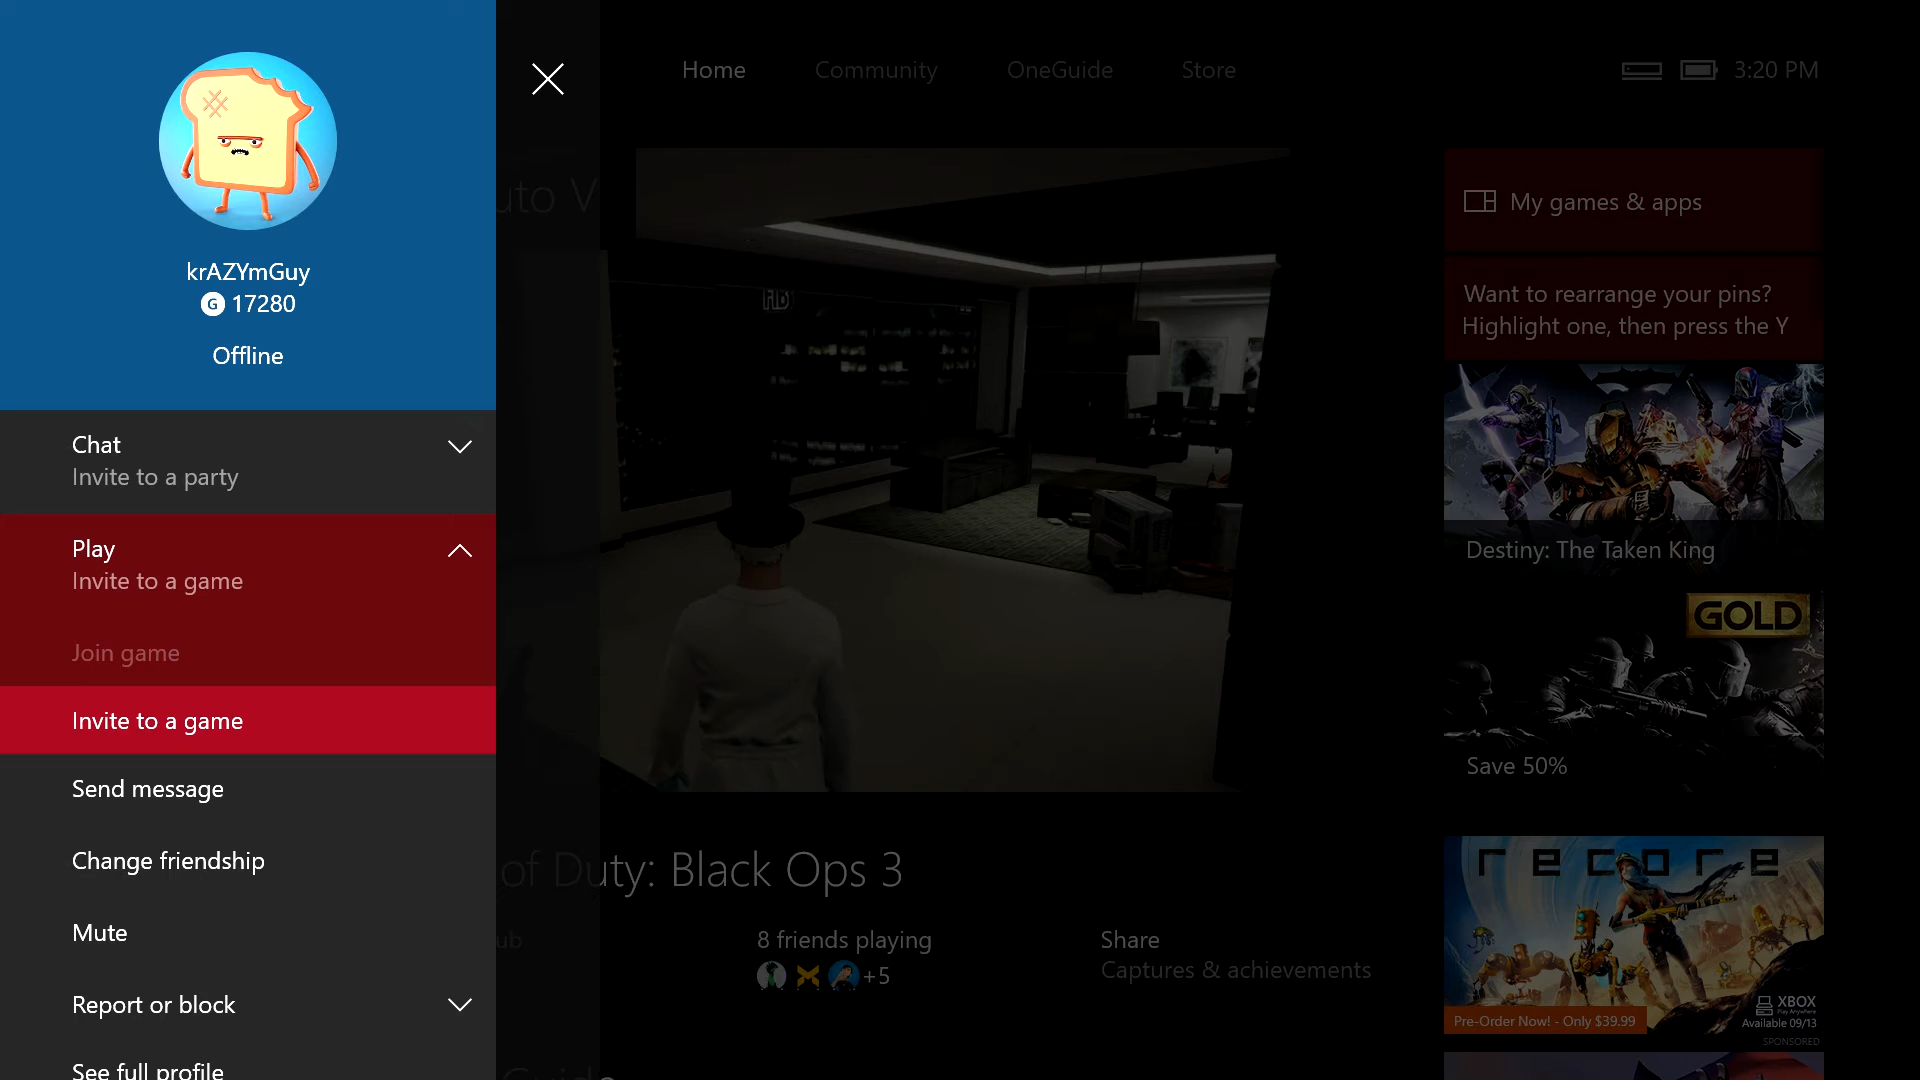 krAZYmGuy
G 17280
Offline
Chat
Invite to a party
Play
Invite to a game
Join game
Invite to a game
Send message
Change friendship
Mute
Report or block
See full profile
Home
Community
OneGuide
Store
3:20 PM
uto V
FIB
of Duty: Black Ops 3
ub
8 friends playing
+5
Share
Captures & achievements
My games & apps
Want to rearrange your pins?
Highlight one, then press the Y
Destiny: The Taken King
GOLD
Save 50%
recore
Pre-Order Now! - Only $39.99
XBOX
Play Anywhere
Available 09/13
SPONSORED